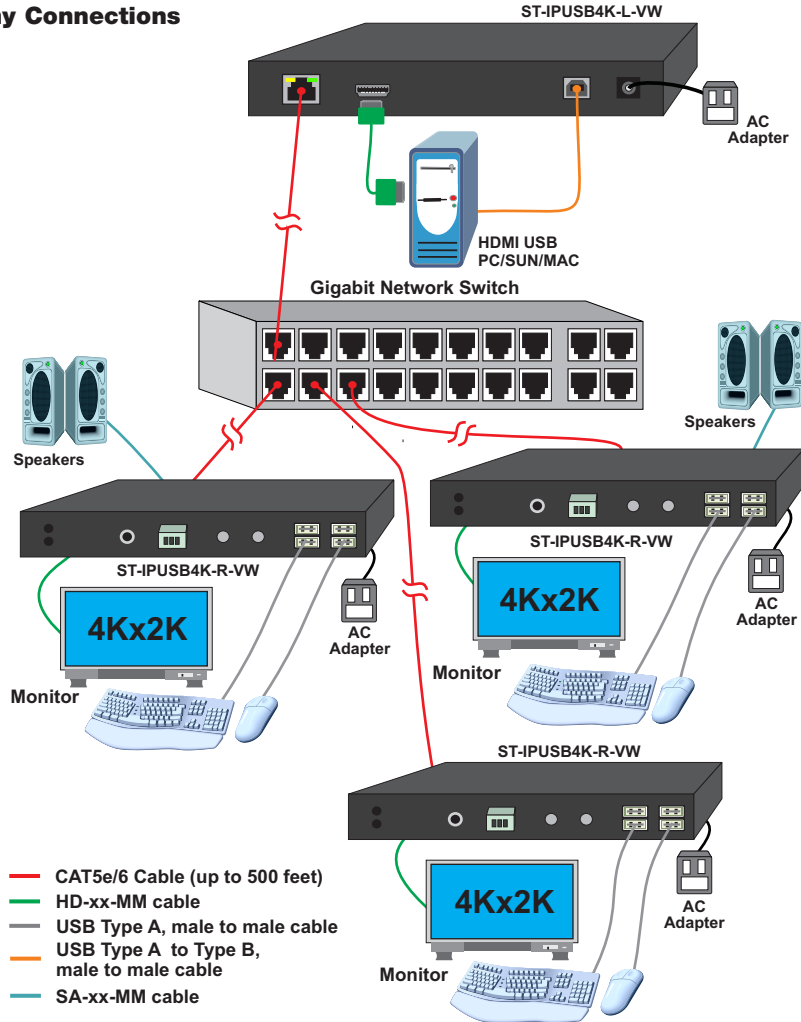 Connections
ST-IPUSB4K-L-VW
AC
Adapter
HDMI USB
PC/SUN/MAC
Gigabit Network Switch
Speakers
Speakers
ST-IPUSB4K-R-VW
ST-IPUSB4K-R-VW
4Kx2K
4Kx2K
AC
Adapter
AC
Adapter
Monitor
Monitor
ST-IPUSB4K-R-VW
4Kx2K
AC
Adapter
Monitor
CAT5e/6 Cable (up to 500 feet)
HD-xx-MM cable
USB Type A, male to male cable
USB Type A to Type B,
male to male cable
SA-xx-MM cable